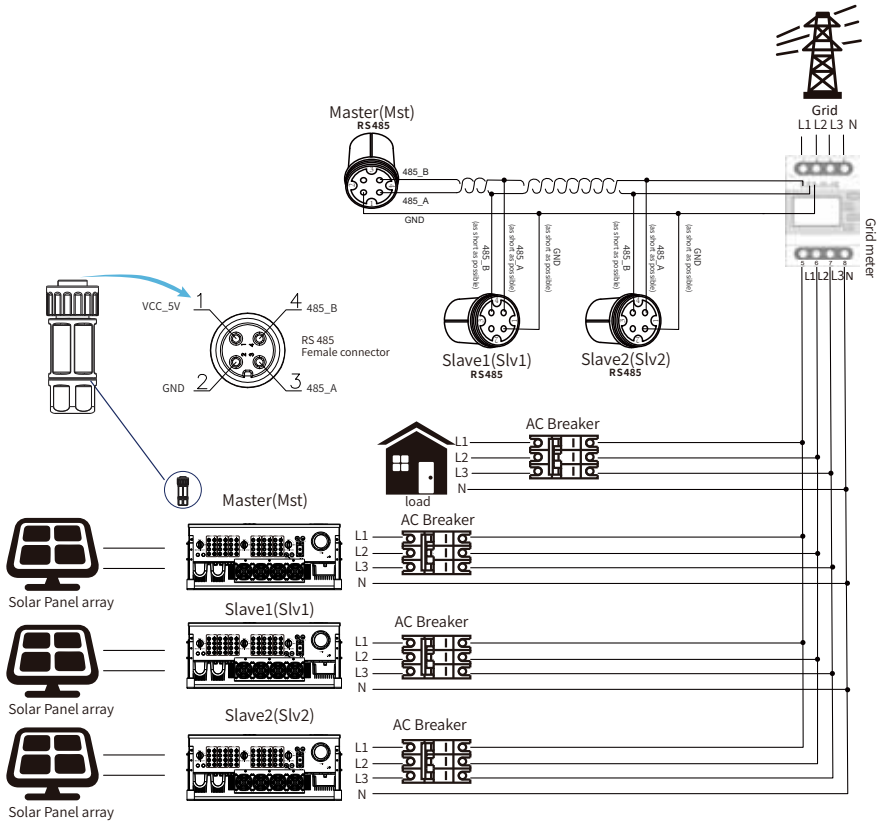 Grid
L1 L2 L3 N
Master(Mst)
RS485
485_B
485_A
GND
Grid meter
485_B
(as short as possible)
485_A
(as short as possible)
GND
(as short as possible)
485_B
(as short as possible)
485_A
(as short as possible)
GND
(as short as possible)
5 6 7 8
L1 L2 L3 N
Slave1(Slv1)
RS485
Slave2(Slv2)
RS485
1
VCC_5V
4
485_B
RS 485
Female connector
GND
2
3
485_A
AC Breaker
L1
L2
L3
N
load
Master(Mst)
AC Breaker
L1
L2
L3
N
Solar Panel array
Slave1(Slv1)
AC Breaker
L1
L2
L3
N
Solar Panel array
Slave2(Slv2)
AC Breaker
L1
L2
L3
N
Solar Panel array